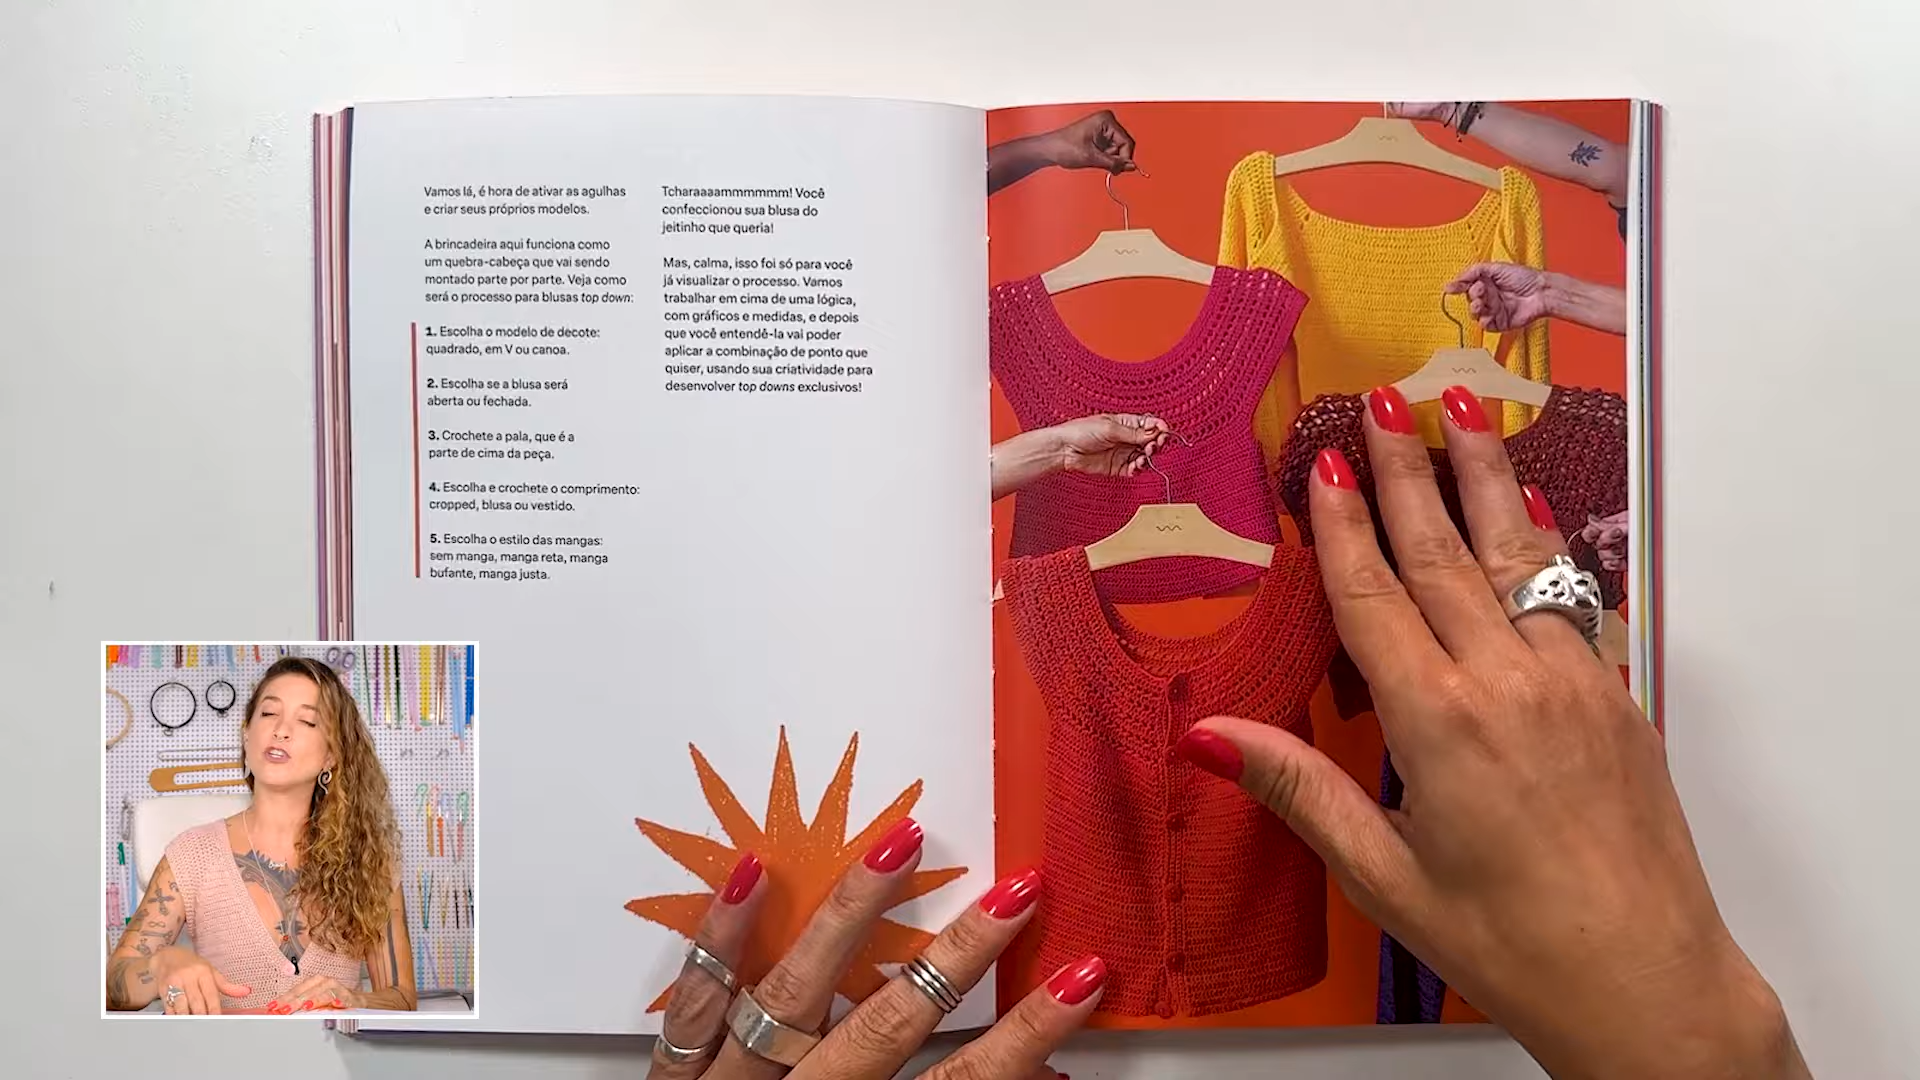 Vamos lá, é hora de ativar as agulhas
e criar seus próprios modelos.
A brincadeira aqui funciona como
um quebra-cabeça que vai sendo
montado parte por parte. Veja como
será o processo para blusas top down:
1. Escolha o modelo de decote:
quadrado, em V ou canoa.
2. Escolha se a blusa será
aberta ou fechada.
3. Crochete a pala, que é a
parte de cima da peça.
4. Escolha e crochete o comprimento:
cropped, blusa ou vestido.
5. Escolha o estilo das mangas:
sem manga, manga reta, manga
bufante, manga justa.
Tcharaaaammmmmm! Você
confeccionou sua blusa do
jeitinho que queria!
Mas, calma, isso foi só para você
já visualizar o processo. Vamos
trabalhar em cima de uma lógica,
com gráficos e medidas, e depois
que você entendê-la vai poder
aplicar a combinação de ponto que
quiser, usando sua criatividade para
desenvolver top downs exclusivos!